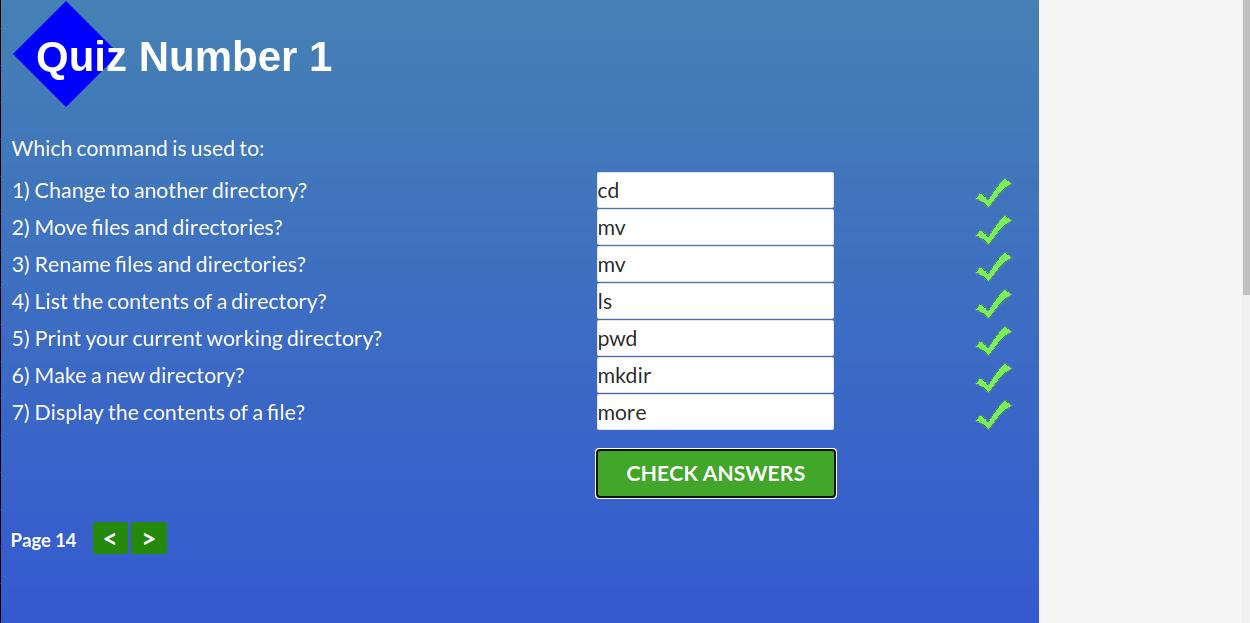 Quiz Number 1
Which command is used to:
1) Change to another directory? cd
2) Move files and directories? mv
3) Rename files and directories? mv
4) List the contents of a directory? ls
5) Print your current working directory? pwd
6) Make a new directory? mkdir
7) Display the contents of a file? more
CHECK ANSWERS
Page 14 < >